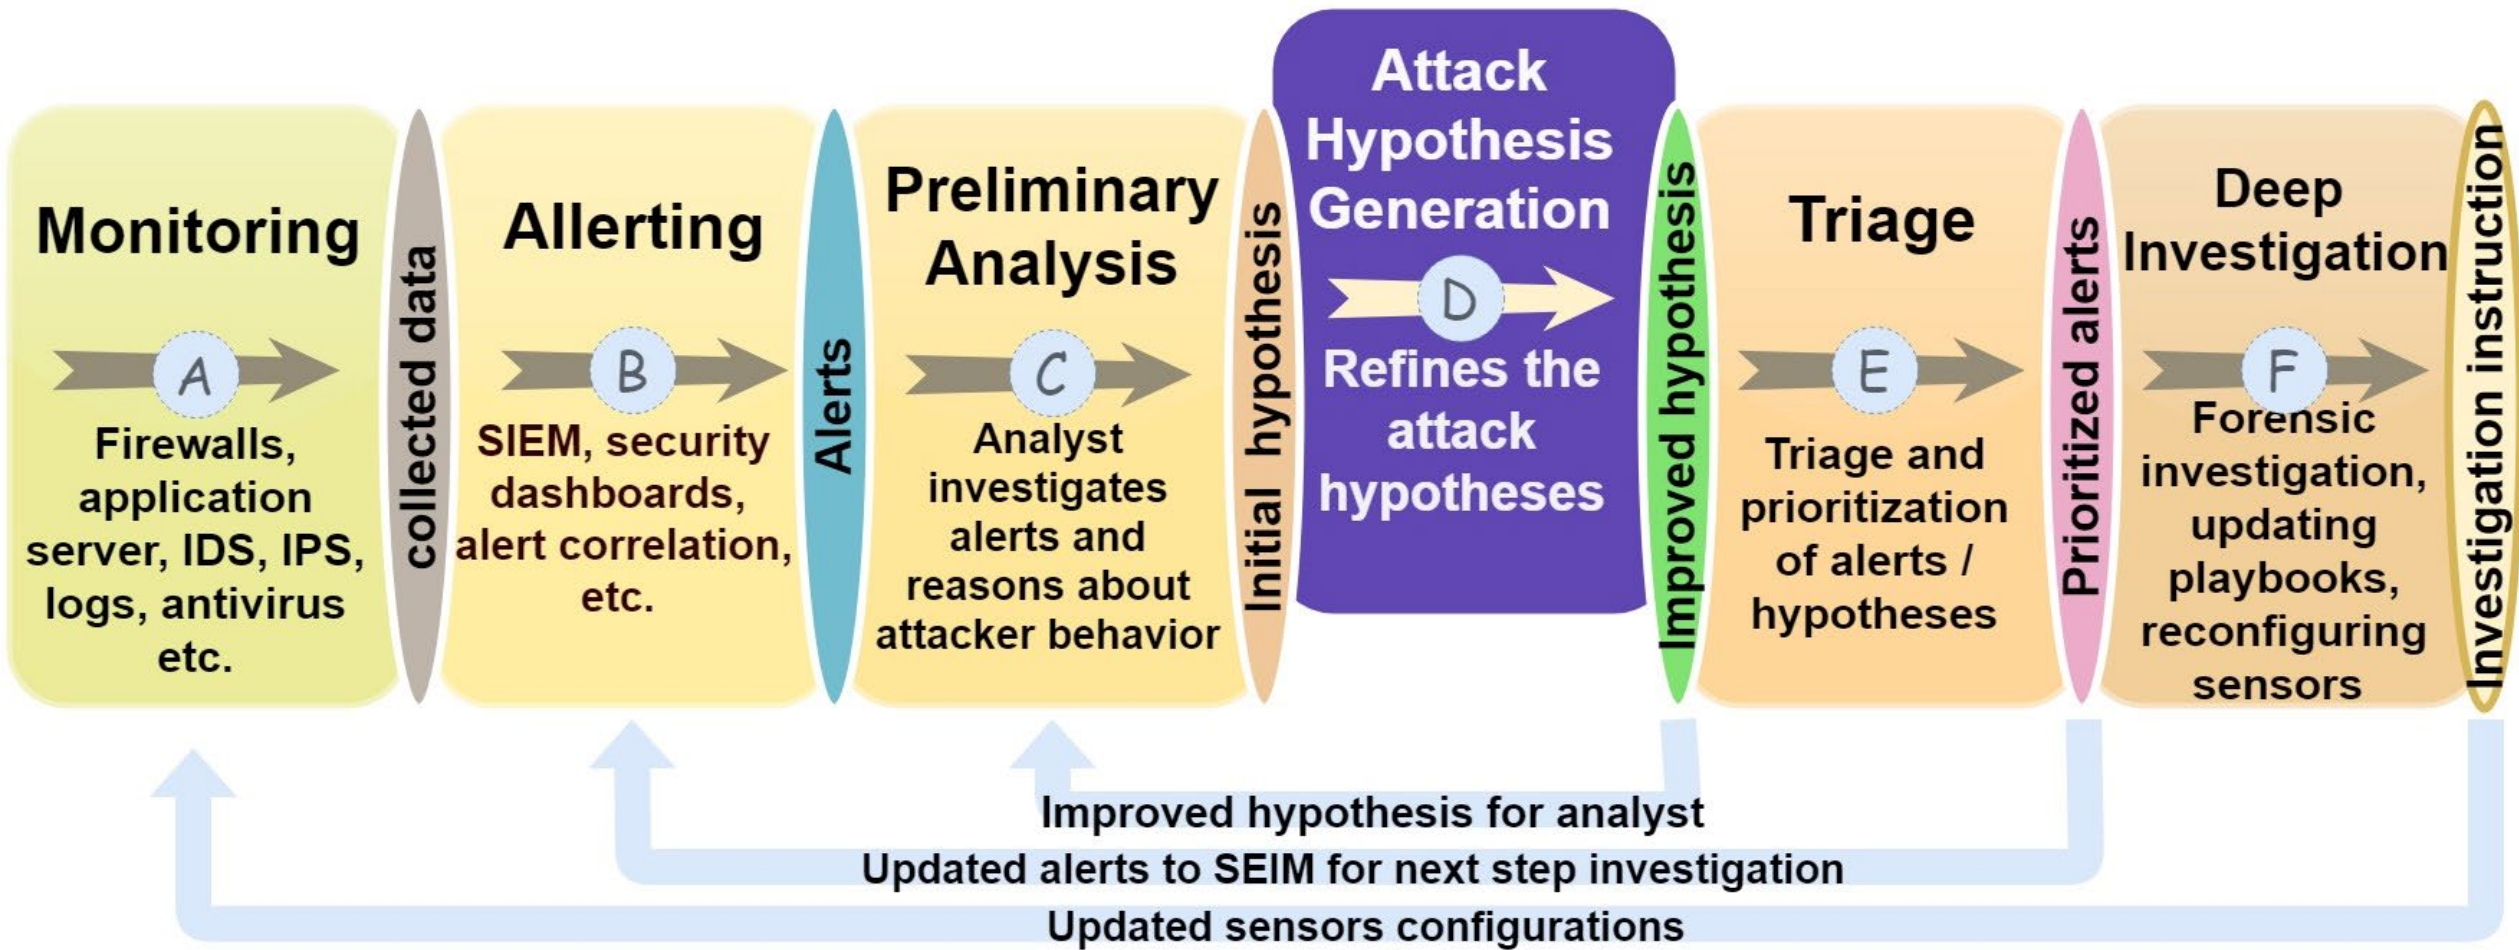 Monitoring
A
Firewalls,
application
server, IDS, IPS,
logs, antivirus
etc.
collected data
Allerting
B
SIEM, security
dashboards,
alert correlation,
etc.
Alerts
Preliminary
Analysis
C
Analyst
investigates
alerts and
reasons about
attacker behavior
Initial hypothesis
Attack
Hypothesis
Generation
D
Refines the
attack
hypotheses
Improved hypothesis
Triage
E
Triage and
prioritization
of alerts /
hypotheses
Prioritized alerts
Deep
Investigation
F
Forensic
investigation,
updating
playbooks,
reconfiguring
sensors
Investigation instruction
Improved hypothesis for analyst
Updated alerts to SEIM for next step investigation
Updated sensors configurations